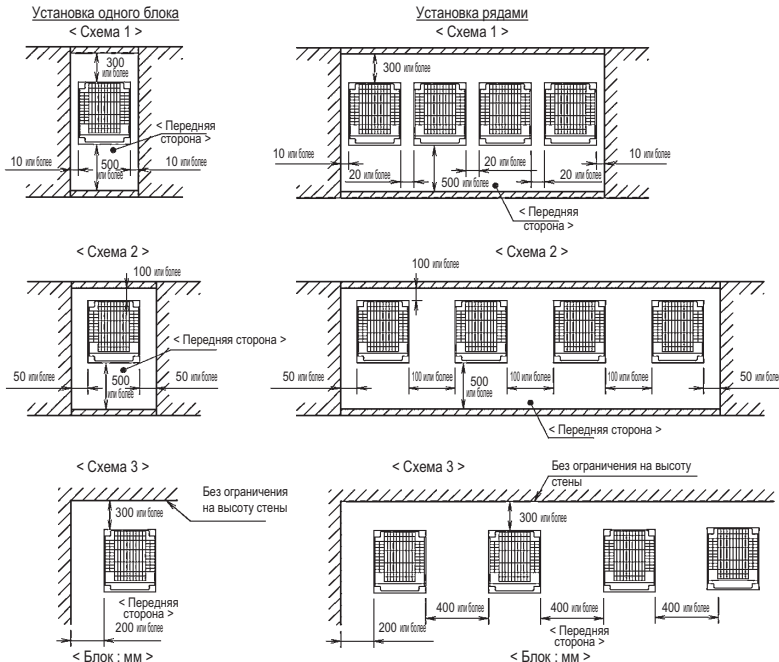 Установка одного блока
< Схема 1 >
300 или более
< Передняя
сторона >
10 или более
500
или более
10 или более
< Схема 2 >
100 или более
< Передняя сторона >
50 или более
500
или более
50 или более
< Схема 3 >
Без ограничения
на высоту стены
300 или более
< Передняя
сторона >
200 или более
< Блок : мм >
Установка рядами
< Схема 1 >
300 или более
10 или более
20 или более
10 или более
20 или более
500 или более
20 или более
< Передняя
сторона >
< Схема 2 >
100 или более
50 или более
100 или более
500
или более
100 или более
100 или более
50 или более
< Передняя сторона >
< Схема 3 >
Без ограничения на высоту
стены
300 или более
400 или более
400 или более
400 или более
200 или более
< Передняя
сторона >
< Блок : мм >